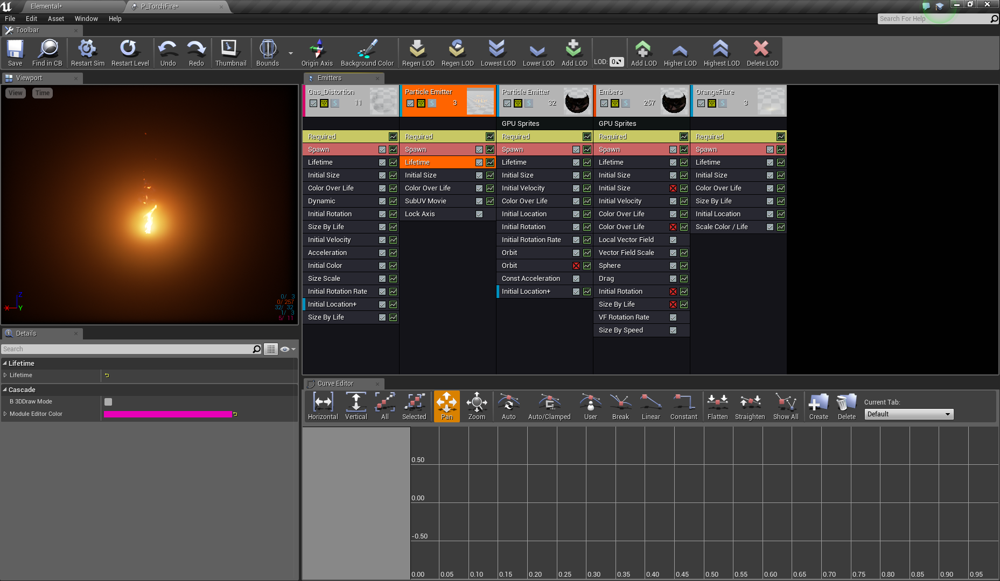 Elemental*
P_TorchFire*
File Edit Asset Window Help
Search For Help
Toolbar
Save Find in CB Restart Sim Restart Level Undo Redo Thumbnail Bounds Origin Axis Background Color Regen LOD Regen LOD Lowest LOD Lower LOD Add LOD LOD: 0 Add LOD Higher LOD Highest LOD Delete LOD
Viewport
View Time
Z
X Y
0/ 3
0/ 257
32/ 32
1/ 3
5/ 11
Details
Search
Lifetime
Lifetime
Cascade
B 3DDraw Mode
Module Editor Color
Emitters
Gas_Distortion
S 11
Required
Spawn
Lifetime
Initial Size
Color Over Life
Dynamic
Initial Rotation
Size By Life
Initial Velocity
Acceleration
Initial Color
Size Scale
Initial Rotation Rate
Initial Location+
Size By Life
Particle Emitter
S 3
Required
Spawn
Lifetime
Initial Size
Color Over Life
SubUV Movie
Lock Axis
Particle Emitter
S 32
GPU Sprites
Required
Spawn
Lifetime
Initial Size
Initial Velocity
Color Over Life
Initial Location
Initial Rotation
Initial Rotation Rate
Orbit
Orbit
Const Acceleration
Initial Location+
Embers
S 257
GPU Sprites
Required
Spawn
Lifetime
Initial Size
Initial Size
Initial Velocity
Color Over Life
Color Over Life
Local Vector Field
Vector Field Scale
Sphere
Drag
Initial Rotation
Size By Life
VF Rotation Rate
Size By Speed
OrangeFlare
S 3
Required
Spawn
Lifetime
Initial Size
Color Over Life
Size By Life
Initial Location
Scale Color / Life
Curve Editor
Horizontal Vertical All Selected Pan Zoom Auto Auto/Clamped User Break Linear Constant Flatten Straighten Show All Create Delete
Current Tab:
Default
0.50
0.00
-0.50
0.00 0.05 0.10 0.15 0.20 0.25 0.30 0.35 0.40 0.45 0.50 0.55 0.60 0.65 0.70 0.75 0.80 0.85 0.90 0.95